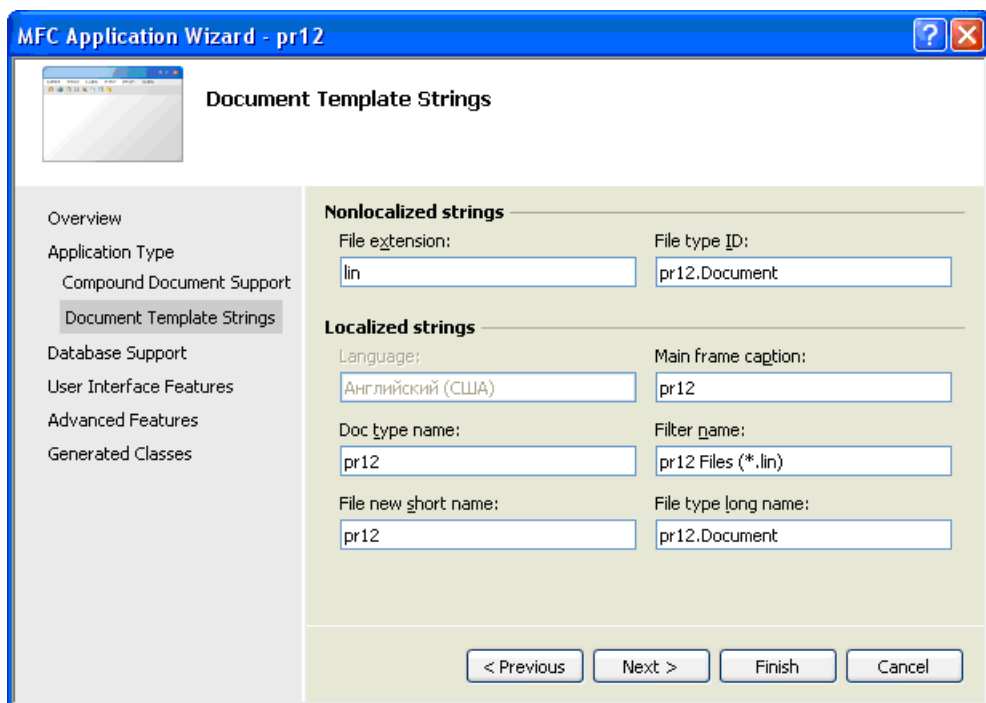 MFC Application Wizard - pr12
Document Template Strings
Overview
Application Type
Compound Document Support
Document Template Strings
Database Support
User Interface Features
Advanced Features
Generated Classes
Nonlocalized strings
File extension:
File type ID:
lin
pr12.Document
Localized strings
Language:
Main frame caption:
Английский (США)
pr12
Doc type name:
Filter name:
pr12
pr12 Files (*.lin)
File new short name:
File type long name:
pr12
pr12.Document
< Previous
Next >
Finish
Cancel